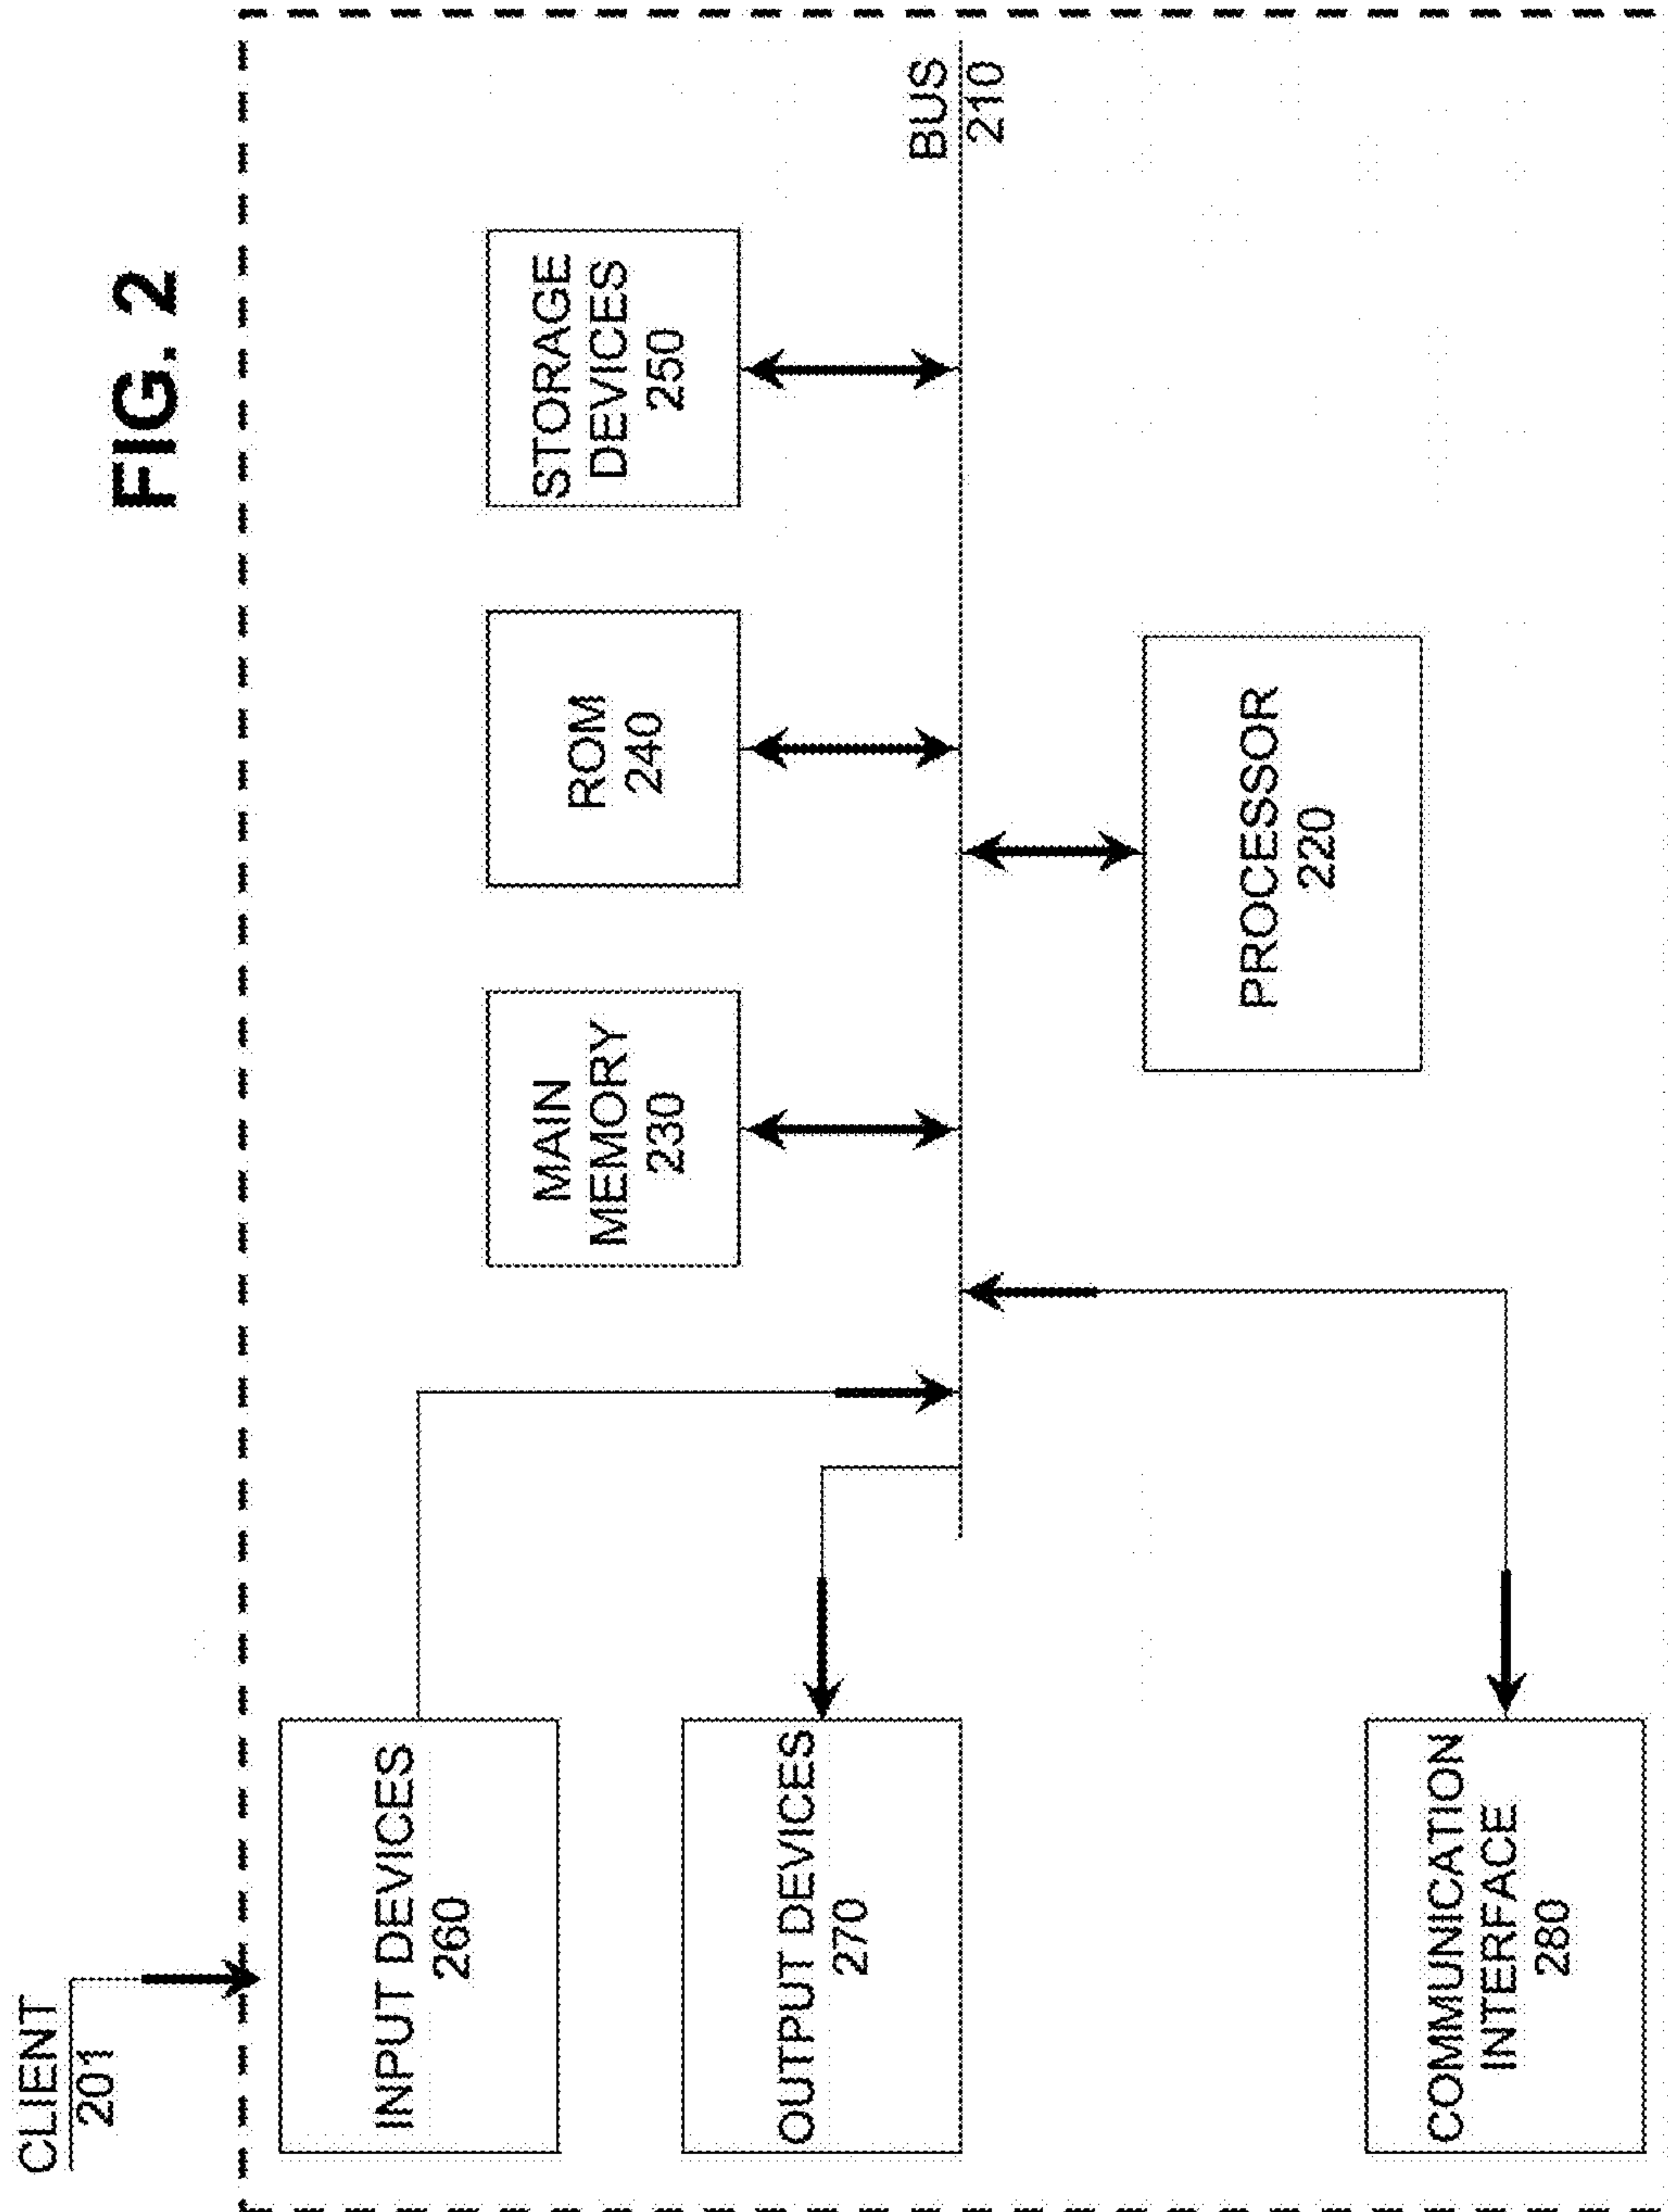 FIG. 2
CLIENT
201
INPUT DEVICES
260
OUTPUT DEVICES
270
COMMUNICATION
INTERFACE
280
MAIN
MEMORY
230
ROM
240
STORAGE
DEVICES
250
BUS
210
PROCESSOR
220